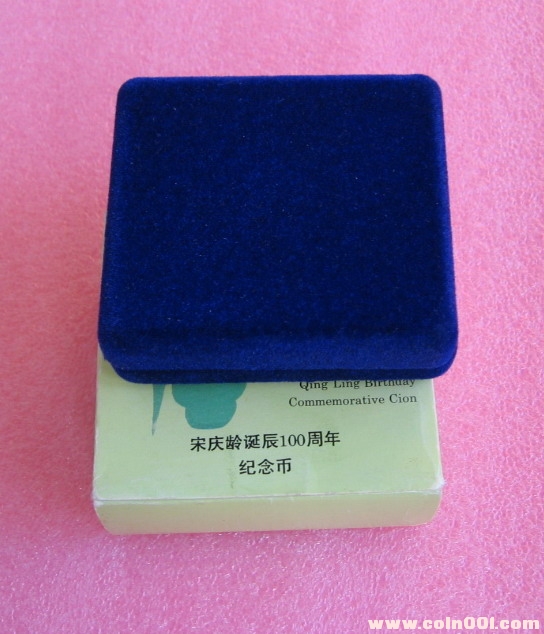 Qing Ling Birthday
Commemorative Cion
宋庆龄诞辰100周年
纪念币
www.coin001.com